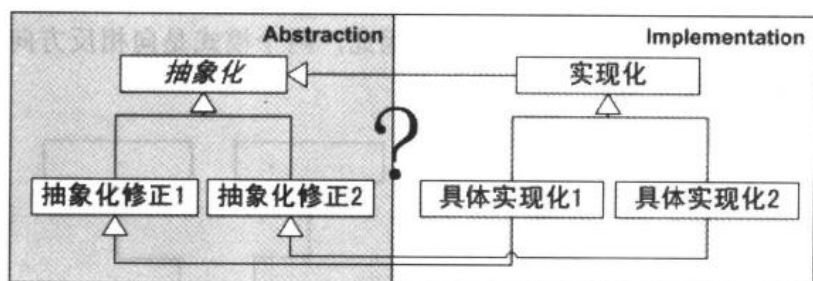 Abstraction
Implementation
抽象化
实现化
?
抽象化修正1
抽象化修正2
具体实现化1
具体实现化2